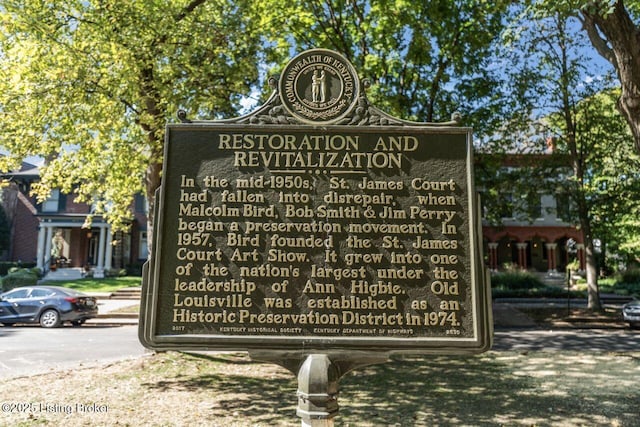 COMMONWEALTH OF KENTUCKY
RESTORATION AND
REVITALIZATION
In the mid-1950s, St. James Court
had fallen into disrepair, when
Malcolm Bird, Bob Smith & Jim Perry
began a preservation movement. In
1957, Bird founded the St. James
Court Art Show. It grew into one
of the nation's largest under the
leadership of Ann Higbie. Old
Louisville was established as an
Historic Preservation District in 1974.
KENTUCKY HISTORICAL SOCIETY KENTUCKY DEPARTMENT OF HIGHWAYS
©2025 Listing Broker